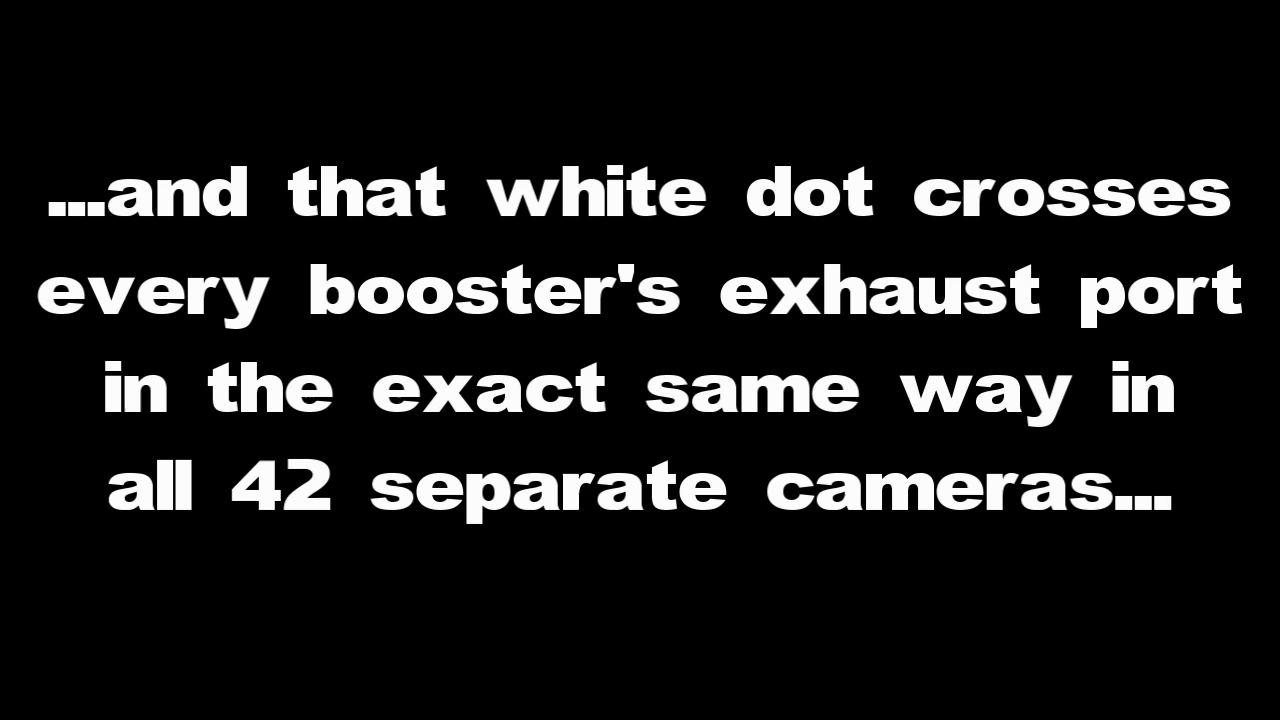 ...and that white dot crosses
every booster's exhaust port
in the exact same way in
all 42 separate cameras...